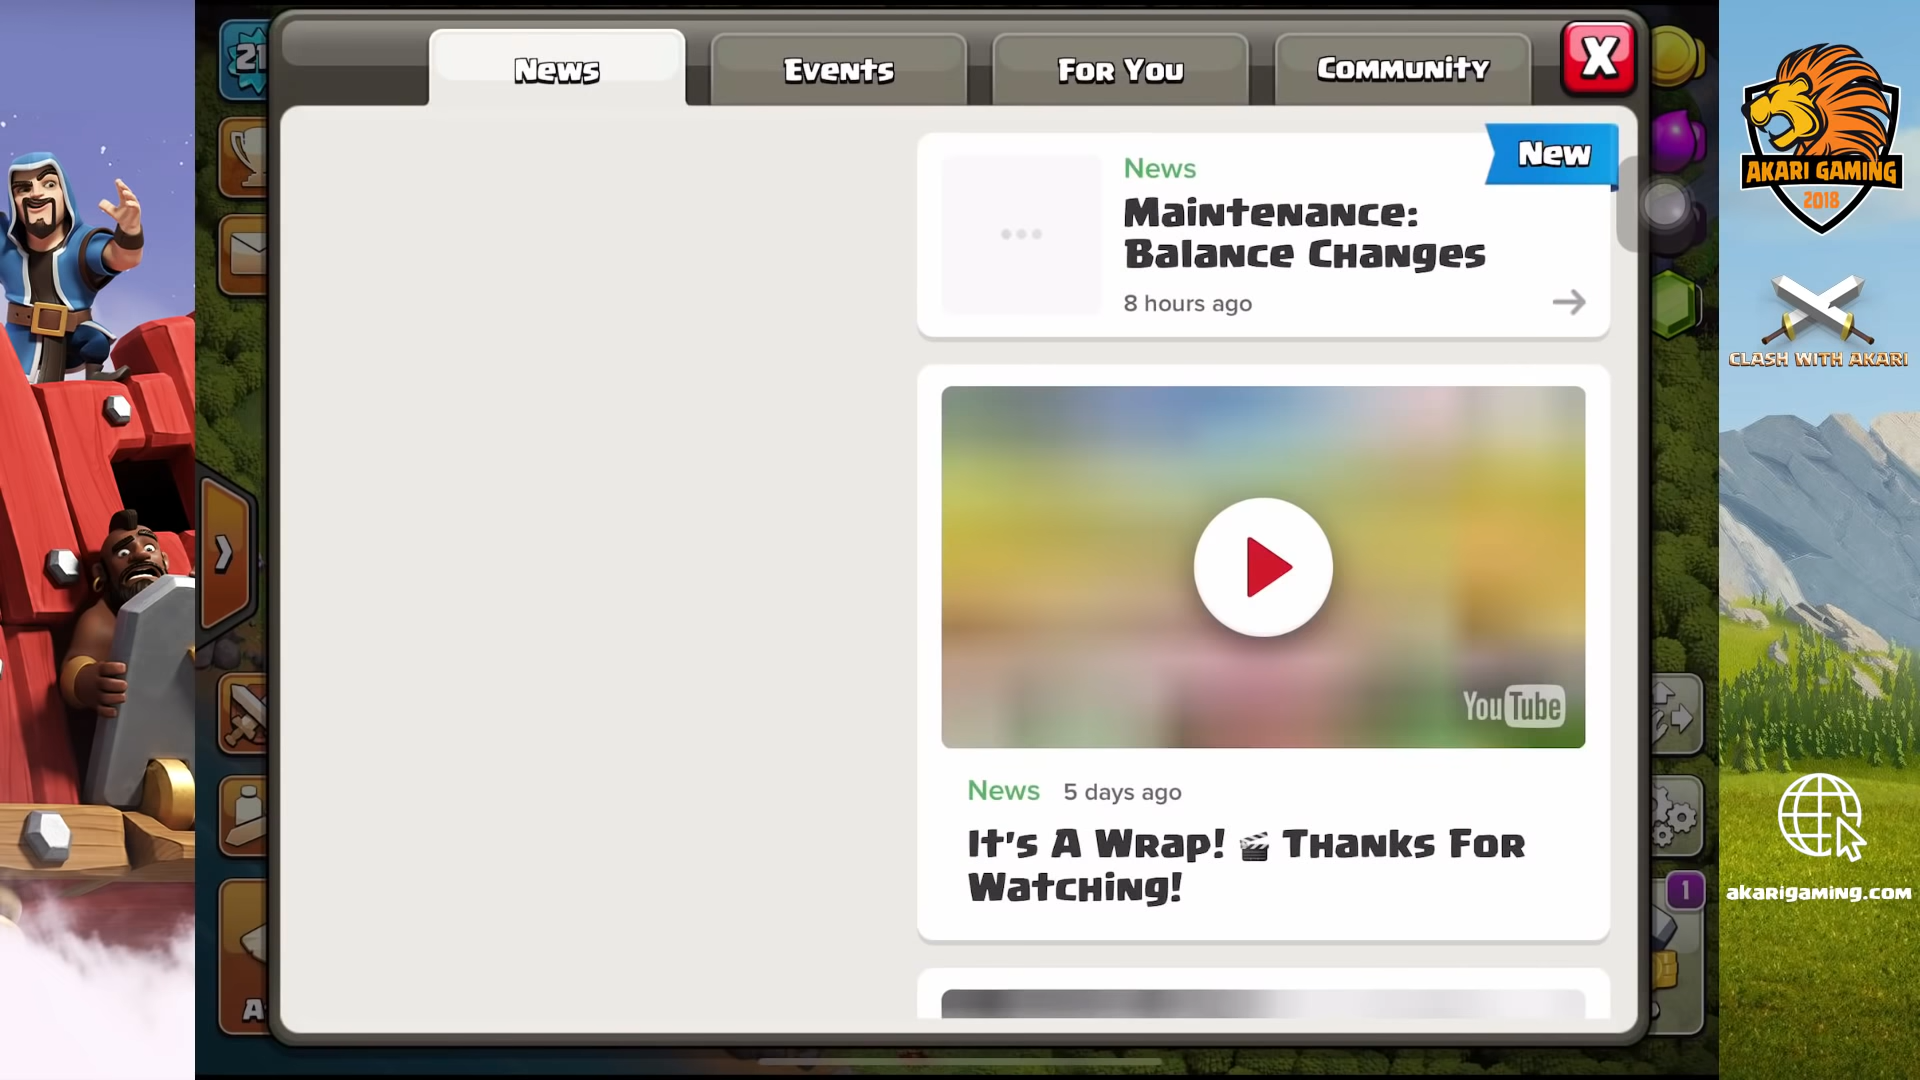 21
News
Events
For You
Community
X
New
News
Maintenance:
Balance Changes
8 hours ago
YouTube
News 5 days ago
It's A Wrap! 🎬 Thanks For
Watching!
1
AKARI GAMING
2018
CLASH WITH AKARI
akarigaming.com